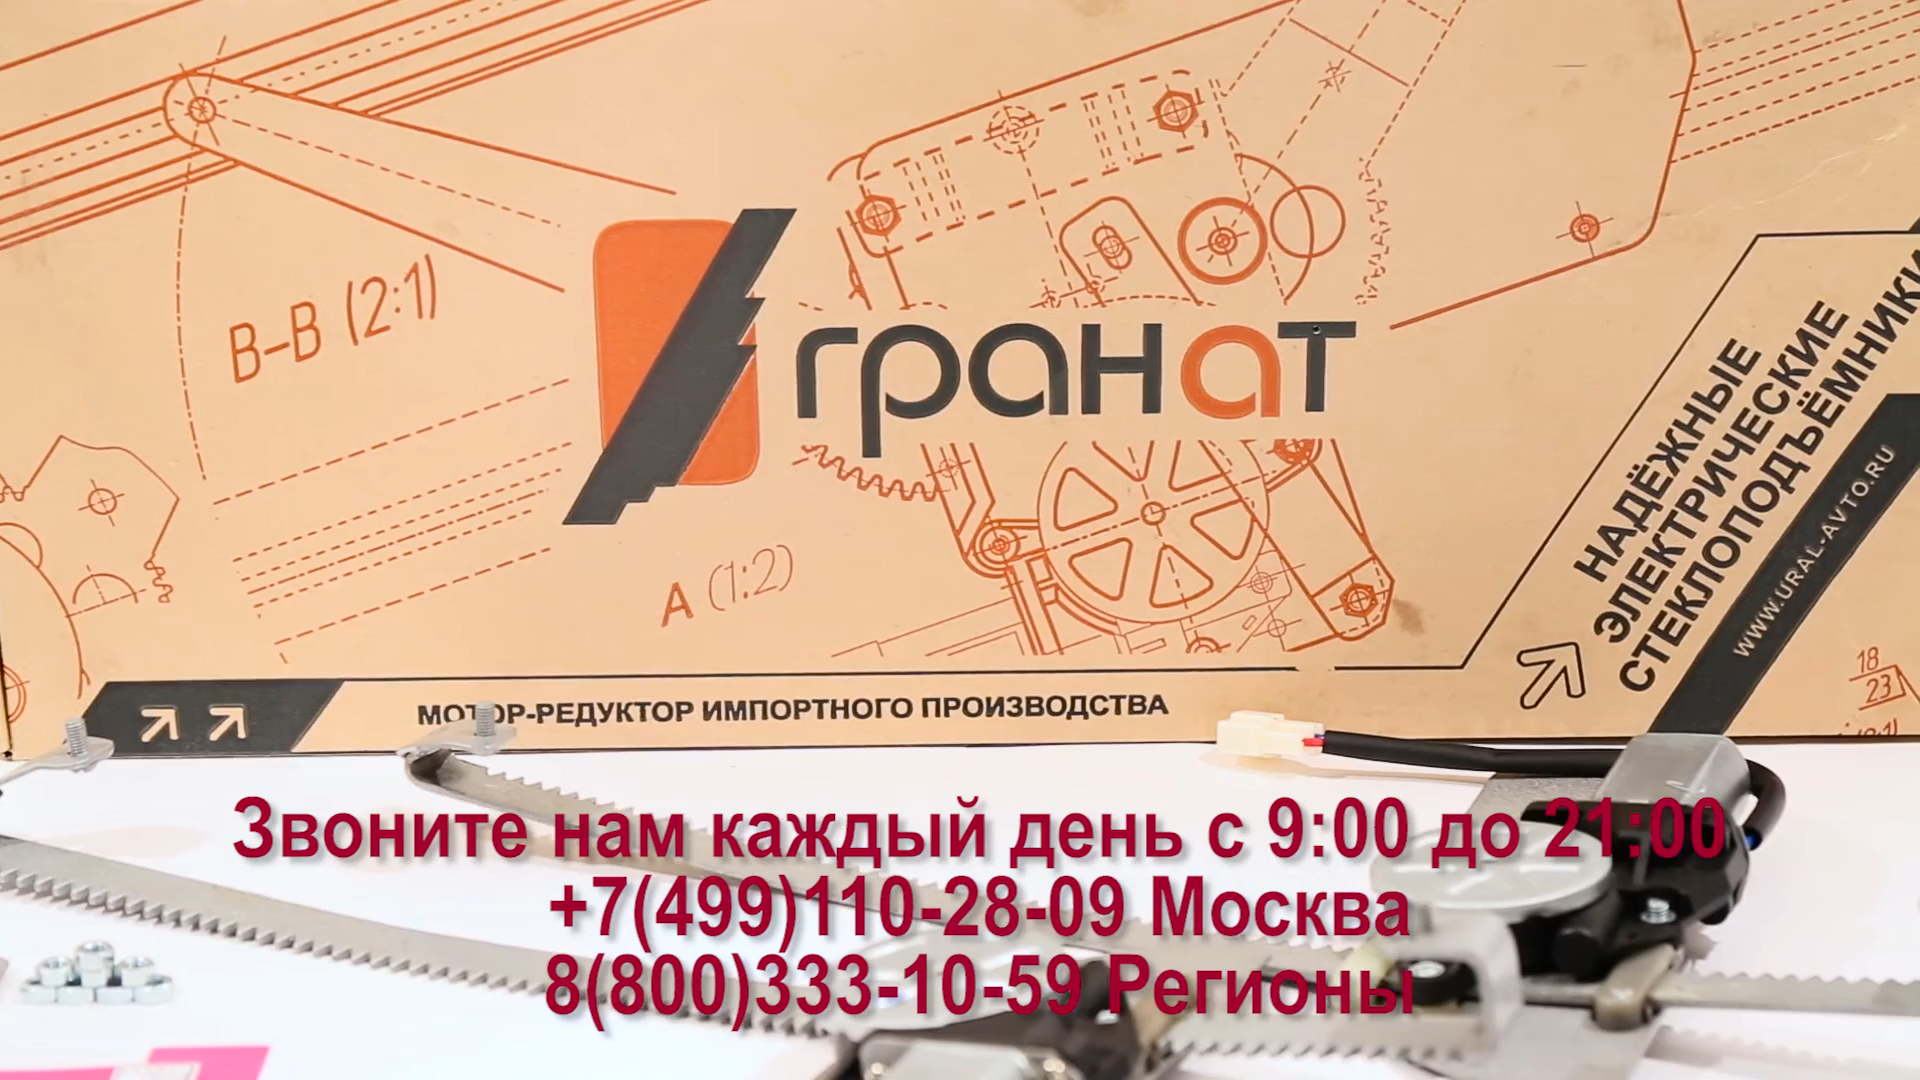 В-В (2:1)
гранат
А (1:2)
НАДЁЖНЫЕ
ЭЛЕКТРИЧЕСКИЕ
СТЕКЛОПОДЪЁМНИКИ
WWW.URAL-AVTO.RU
18
23
МОТОР-РЕДУКТОР ИМПОРТНОГО ПРОИЗВОДСТВА
Звоните нам каждый день с 9:00 до 21:00
+7(499)110-28-09 Москва
8(800)333-10-59 Регионы